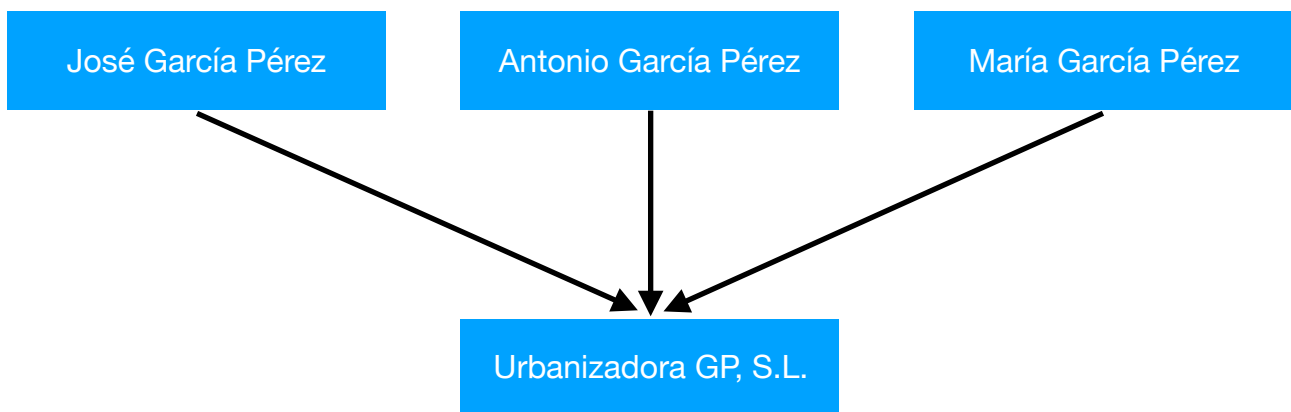 José García Pérez
Antonio García Pérez
María García Pérez
Urbanizadora GP, S.L.